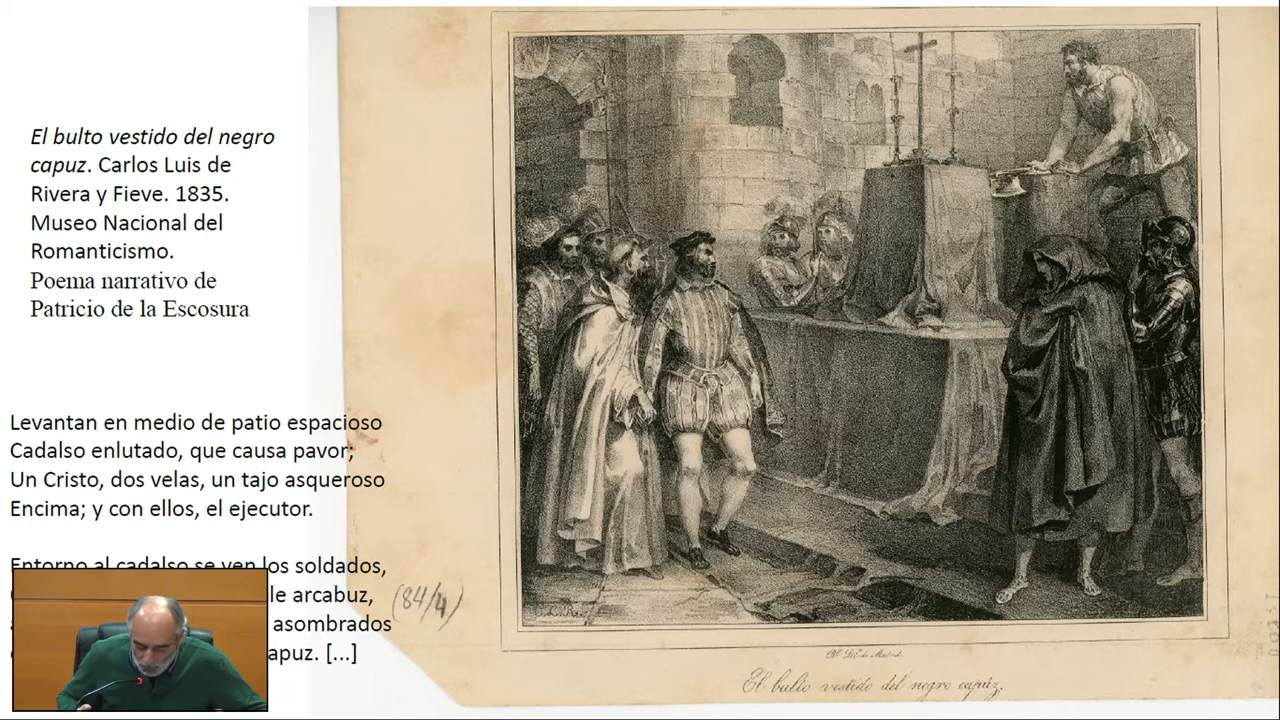 El bulto vestido del negro
capuz. Carlos Luis de
Rivera y Fieve. 1835.
Museo Nacional del
Romanticismo.
Poema narrativo de
Patricio de la Escosura
Levantan en medio de patio espacioso
Cadalso enlutado, que causa pavor;
Un Cristo, dos velas, un tajo asqueroso
Encima; y con ellos, el ejecutor.
Entorno al cadalso se ven los soldados,
le arcabuz,
asombrados
apuz. [...]
(84/4)
El bulto vestido del negro capuz.